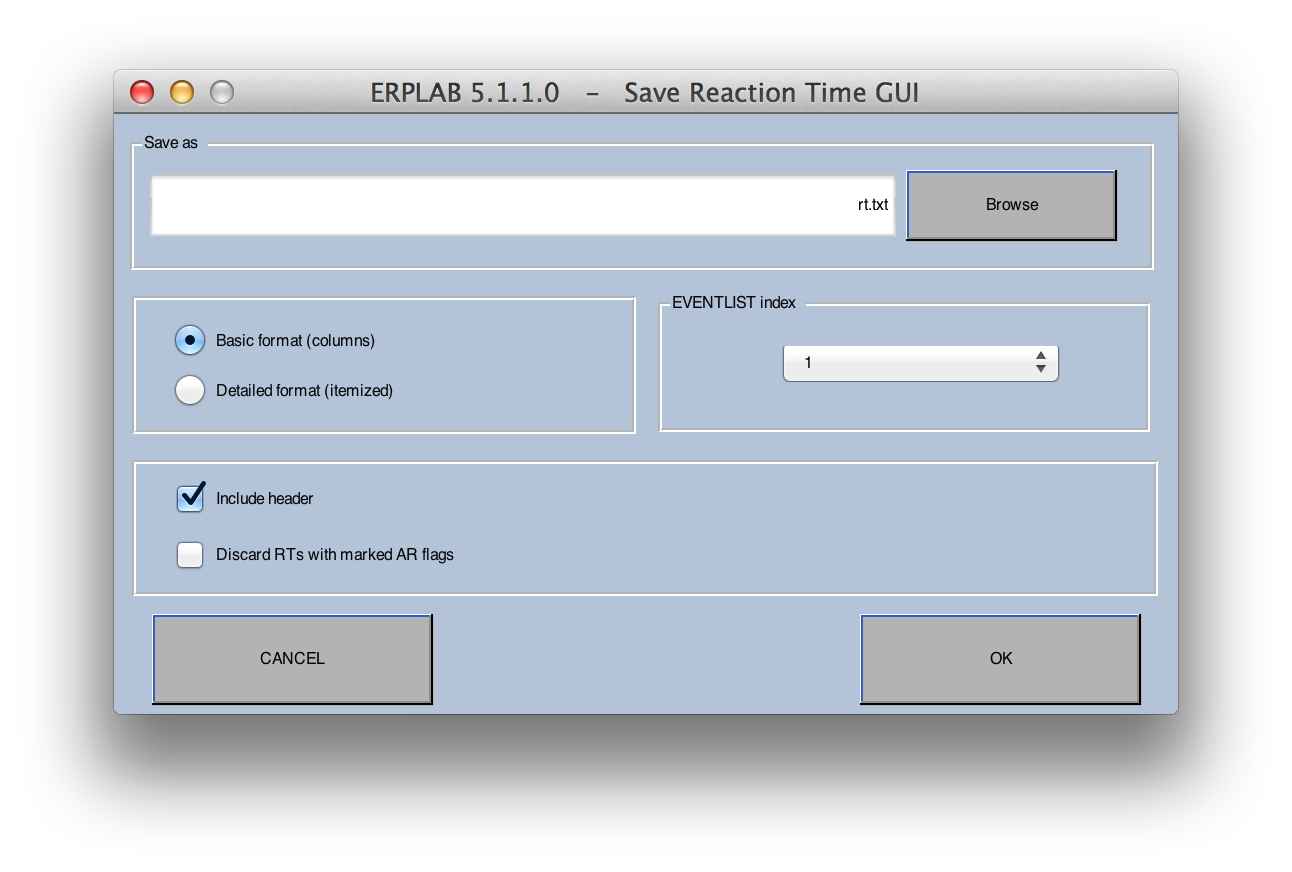 ERPLAB 5.1.1.0 - Save Reaction Time GUI
Save as
rt.txt
Browse
Basic format (columns)
Detailed format (itemized)
EVENTLIST index
1
Include header
Discard RTs with marked AR flags
CANCEL
OK